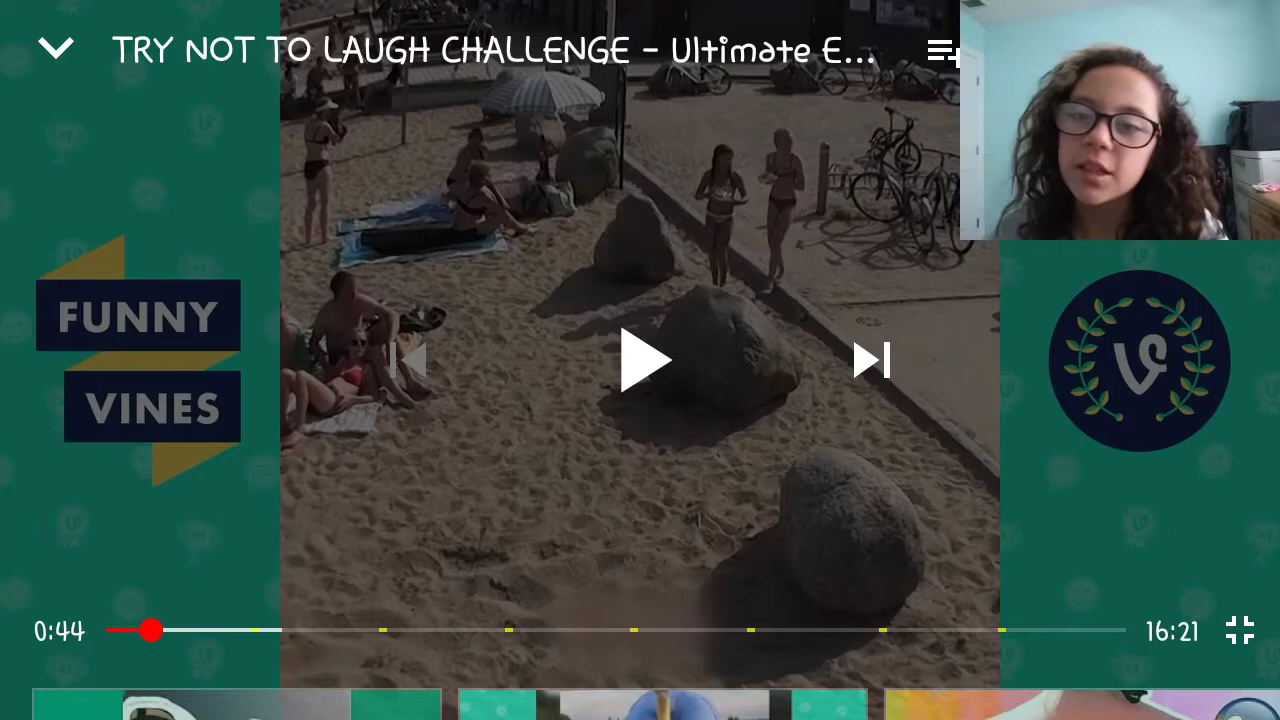 TRY NOT TO LAUGH CHALLENGE - Ultimate E...
FUNNY
VINES
V
0:44
16:21